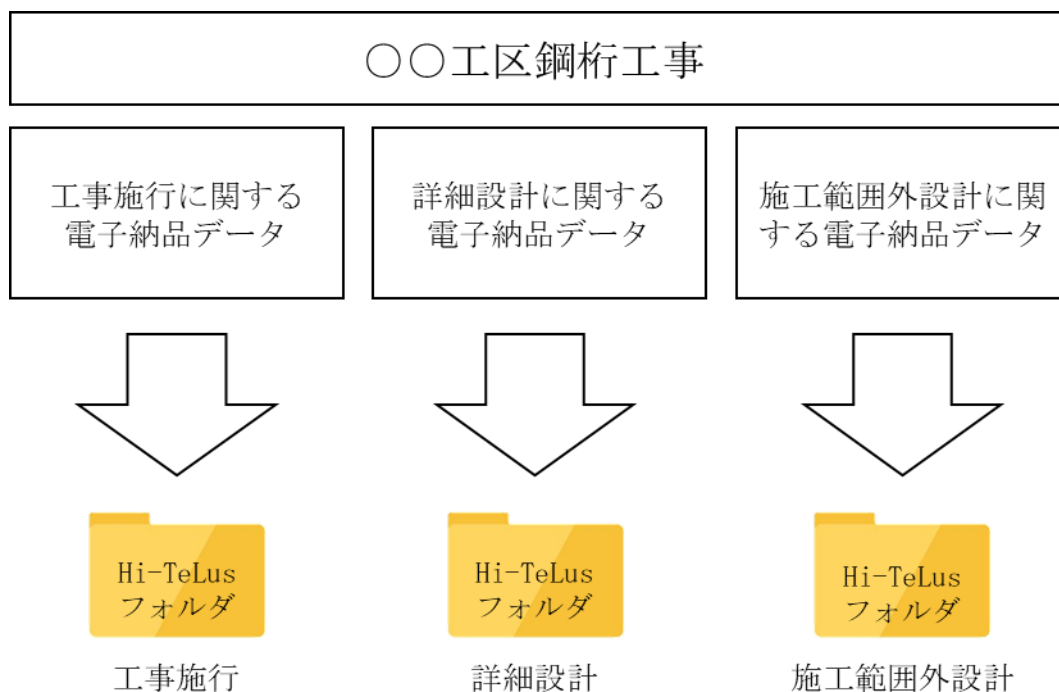 〇〇工区鋼桁工事
工事施行に関する
電子納品データ
詳細設計に関する
電子納品データ
施工範囲外設計に関
する電子納品データ
Hi-TeLus
フォルダ
Hi-TeLus
フォルダ
Hi-TeLus
フォルダ
工事施行
詳細設計
施工範囲外設計